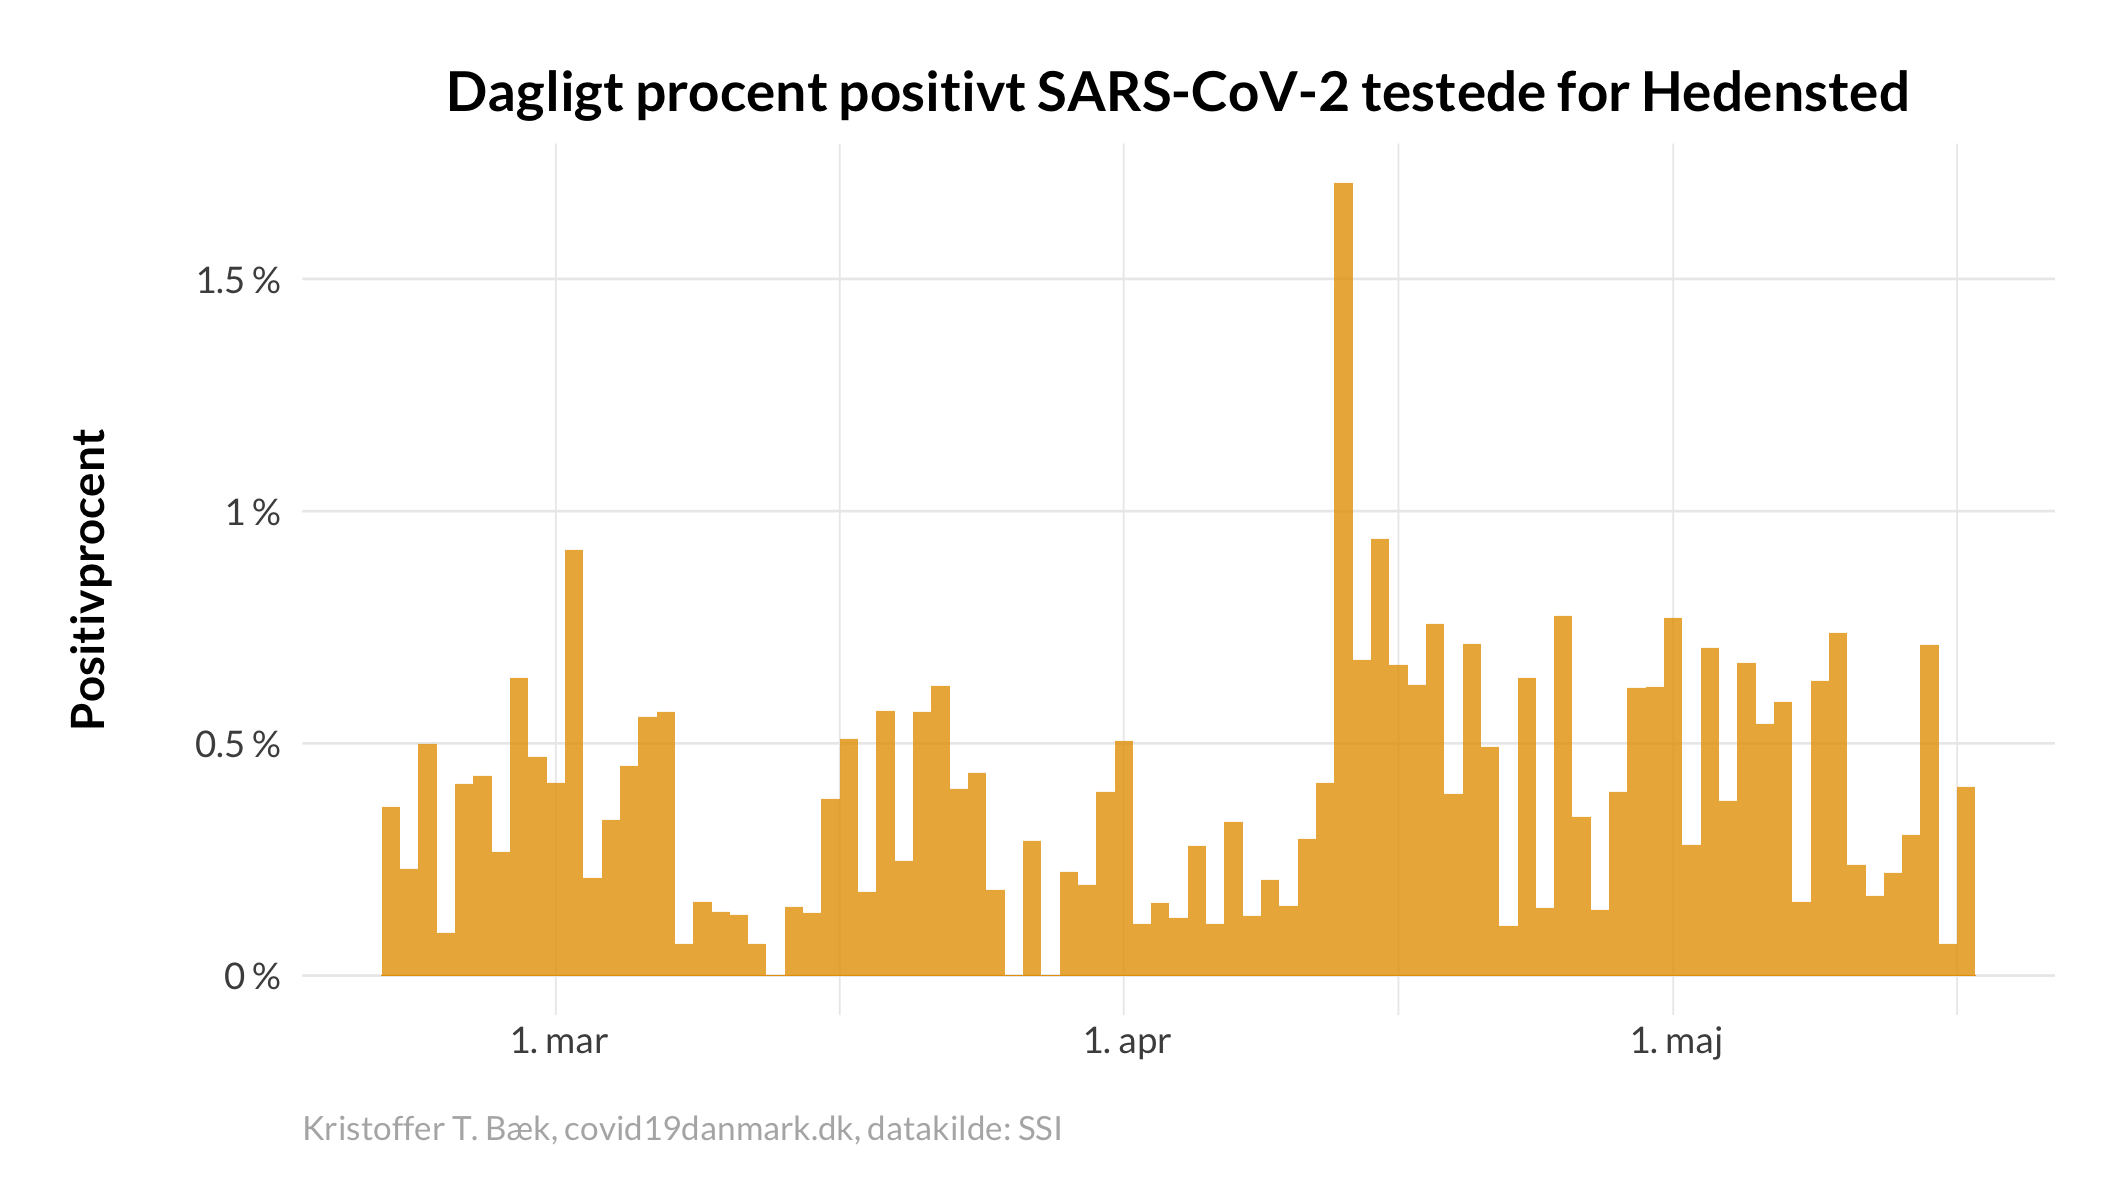 Dagligt procent positivt SARS-CoV-2 testede for Hedensted
Positivprocent
1.5 %
1 %
0.5 %
0 %
1. mar
1. apr
1. maj
Kristoffer T. Bæk, covid19danmark.dk, datakilde: SSI